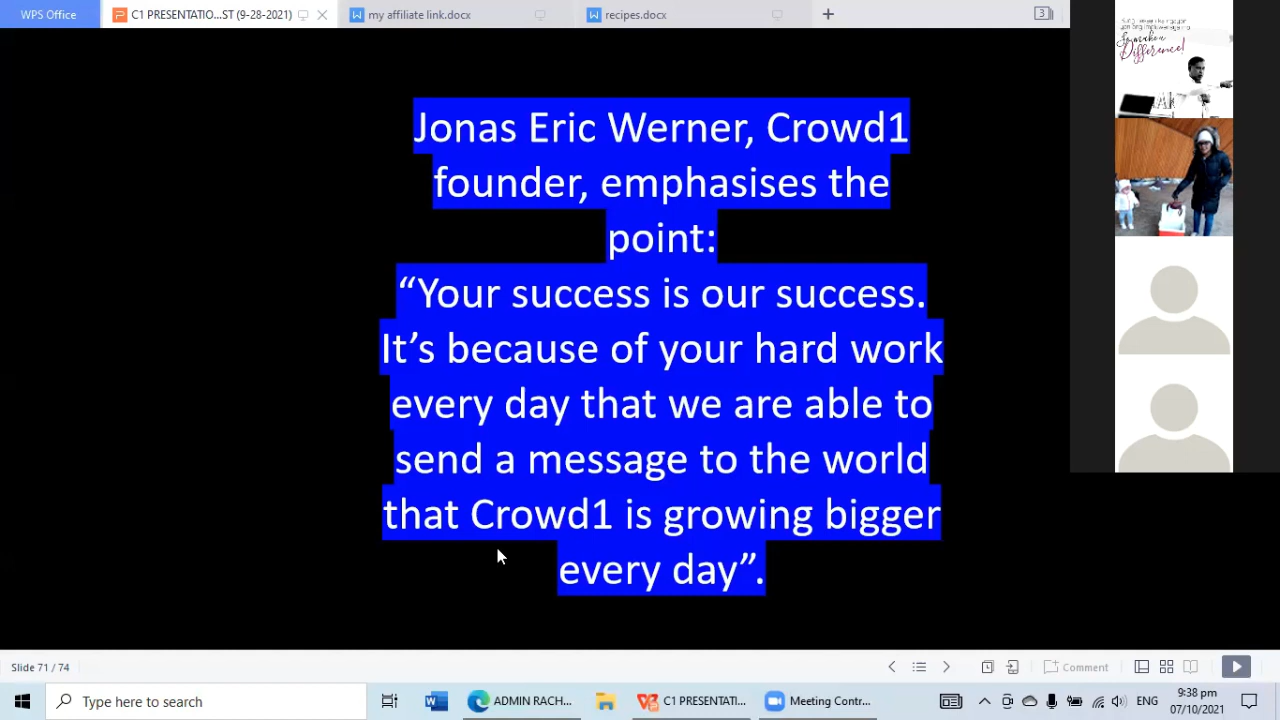 WPS Office
C1 PRESENTATIO...ST (9-28-2021)
my affiliate link.docx
recipes.docx
3
Difference!
Jonas Eric Werner, Crowd1
founder, emphasises the
point:
“Your success is our success.
It’s because of your hard work
every day that we are able to
send a message to the world
that Crowd1 is growing bigger
every day”.
Slide 71 / 74
Comment
Type here to search
ADMIN RACH...
C1 PRESENTATI...
Meeting Contr...
ENG
9:38 pm
07/10/2021